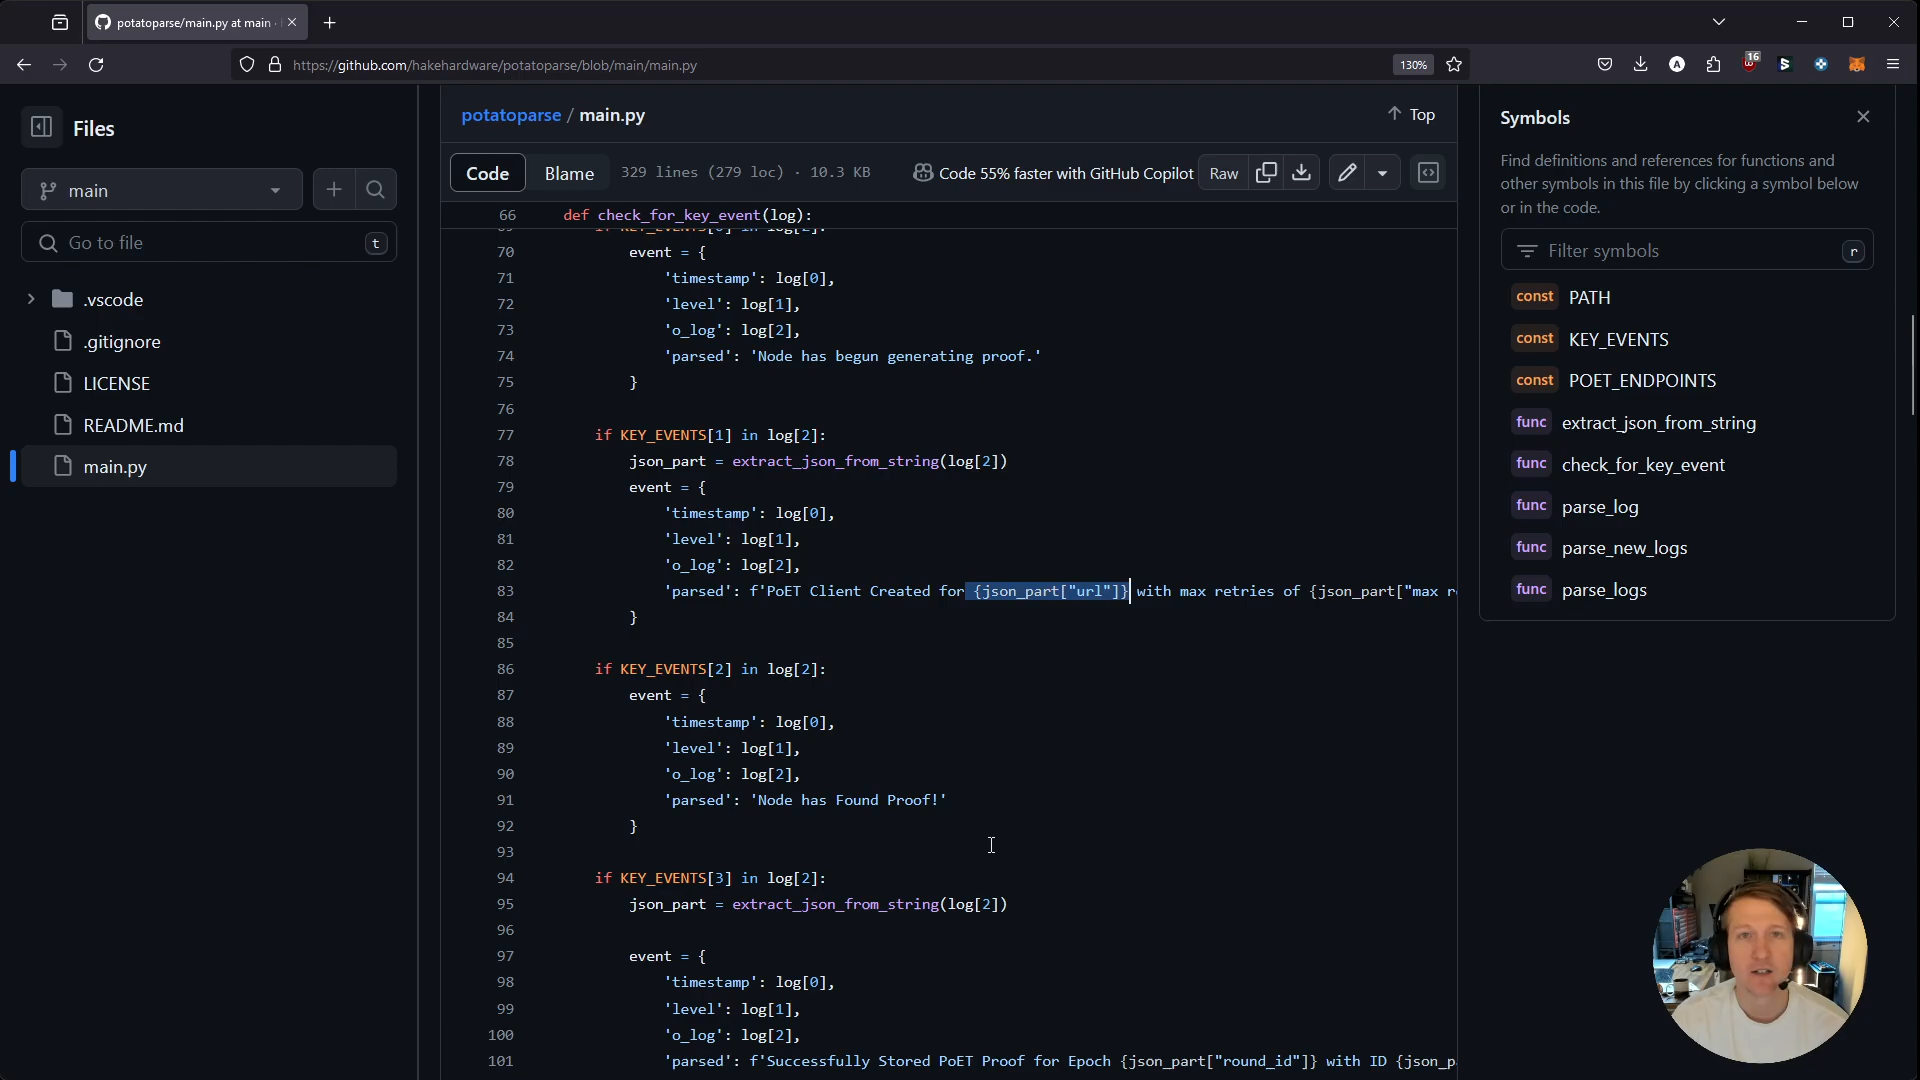 potatoparse/main.py at main ·
https://github.com/hakehardware/potatoparse/blob/main/main.py
130%
A
16
Files
main
Go to file
t
.vscode
.gitignore
LICENSE
README.md
main.py
potatoparse / main.py
Top
Code
Blame
329 lines (279 loc) · 10.3 KB
Code 55% faster with GitHub Copilot
Raw
66 def check_for_key_event(log):
70 event = {
71 'timestamp': log[0],
72 'level': log[1],
73 'o_log': log[2],
74 'parsed': 'Node has begun generating proof.'
75 }
76
77 if KEY_EVENTS[1] in log[2]:
78 json_part = extract_json_from_string(log[2])
79 event = {
80 'timestamp': log[0],
81 'level': log[1],
82 'o_log': log[2],
83 'parsed': f'PoET Client Created for {json_part["url"]} with max retries of {json_part["max
84 }
85
86 if KEY_EVENTS[2] in log[2]:
87 event = {
88 'timestamp': log[0],
89 'level': log[1],
90 'o_log': log[2],
91 'parsed': 'Node has Found Proof!'
92 }
93
94 if KEY_EVENTS[3] in log[2]:
95 json_part = extract_json_from_string(log[2])
96
97 event = {
98 'timestamp': log[0],
99 'level': log[1],
100 'o_log': log[2],
101 'parsed': f'Successfully Stored PoET Proof for Epoch {json_part["round_id"]} with ID {json_p
Symbols
Find definitions and references for functions and
other symbols in this file by clicking a symbol below
or in the code.
Filter symbols
r
const PATH
const KEY_EVENTS
const POET_ENDPOINTS
func extract_json_from_string
func check_for_key_event
func parse_log
func parse_new_logs
func parse_logs